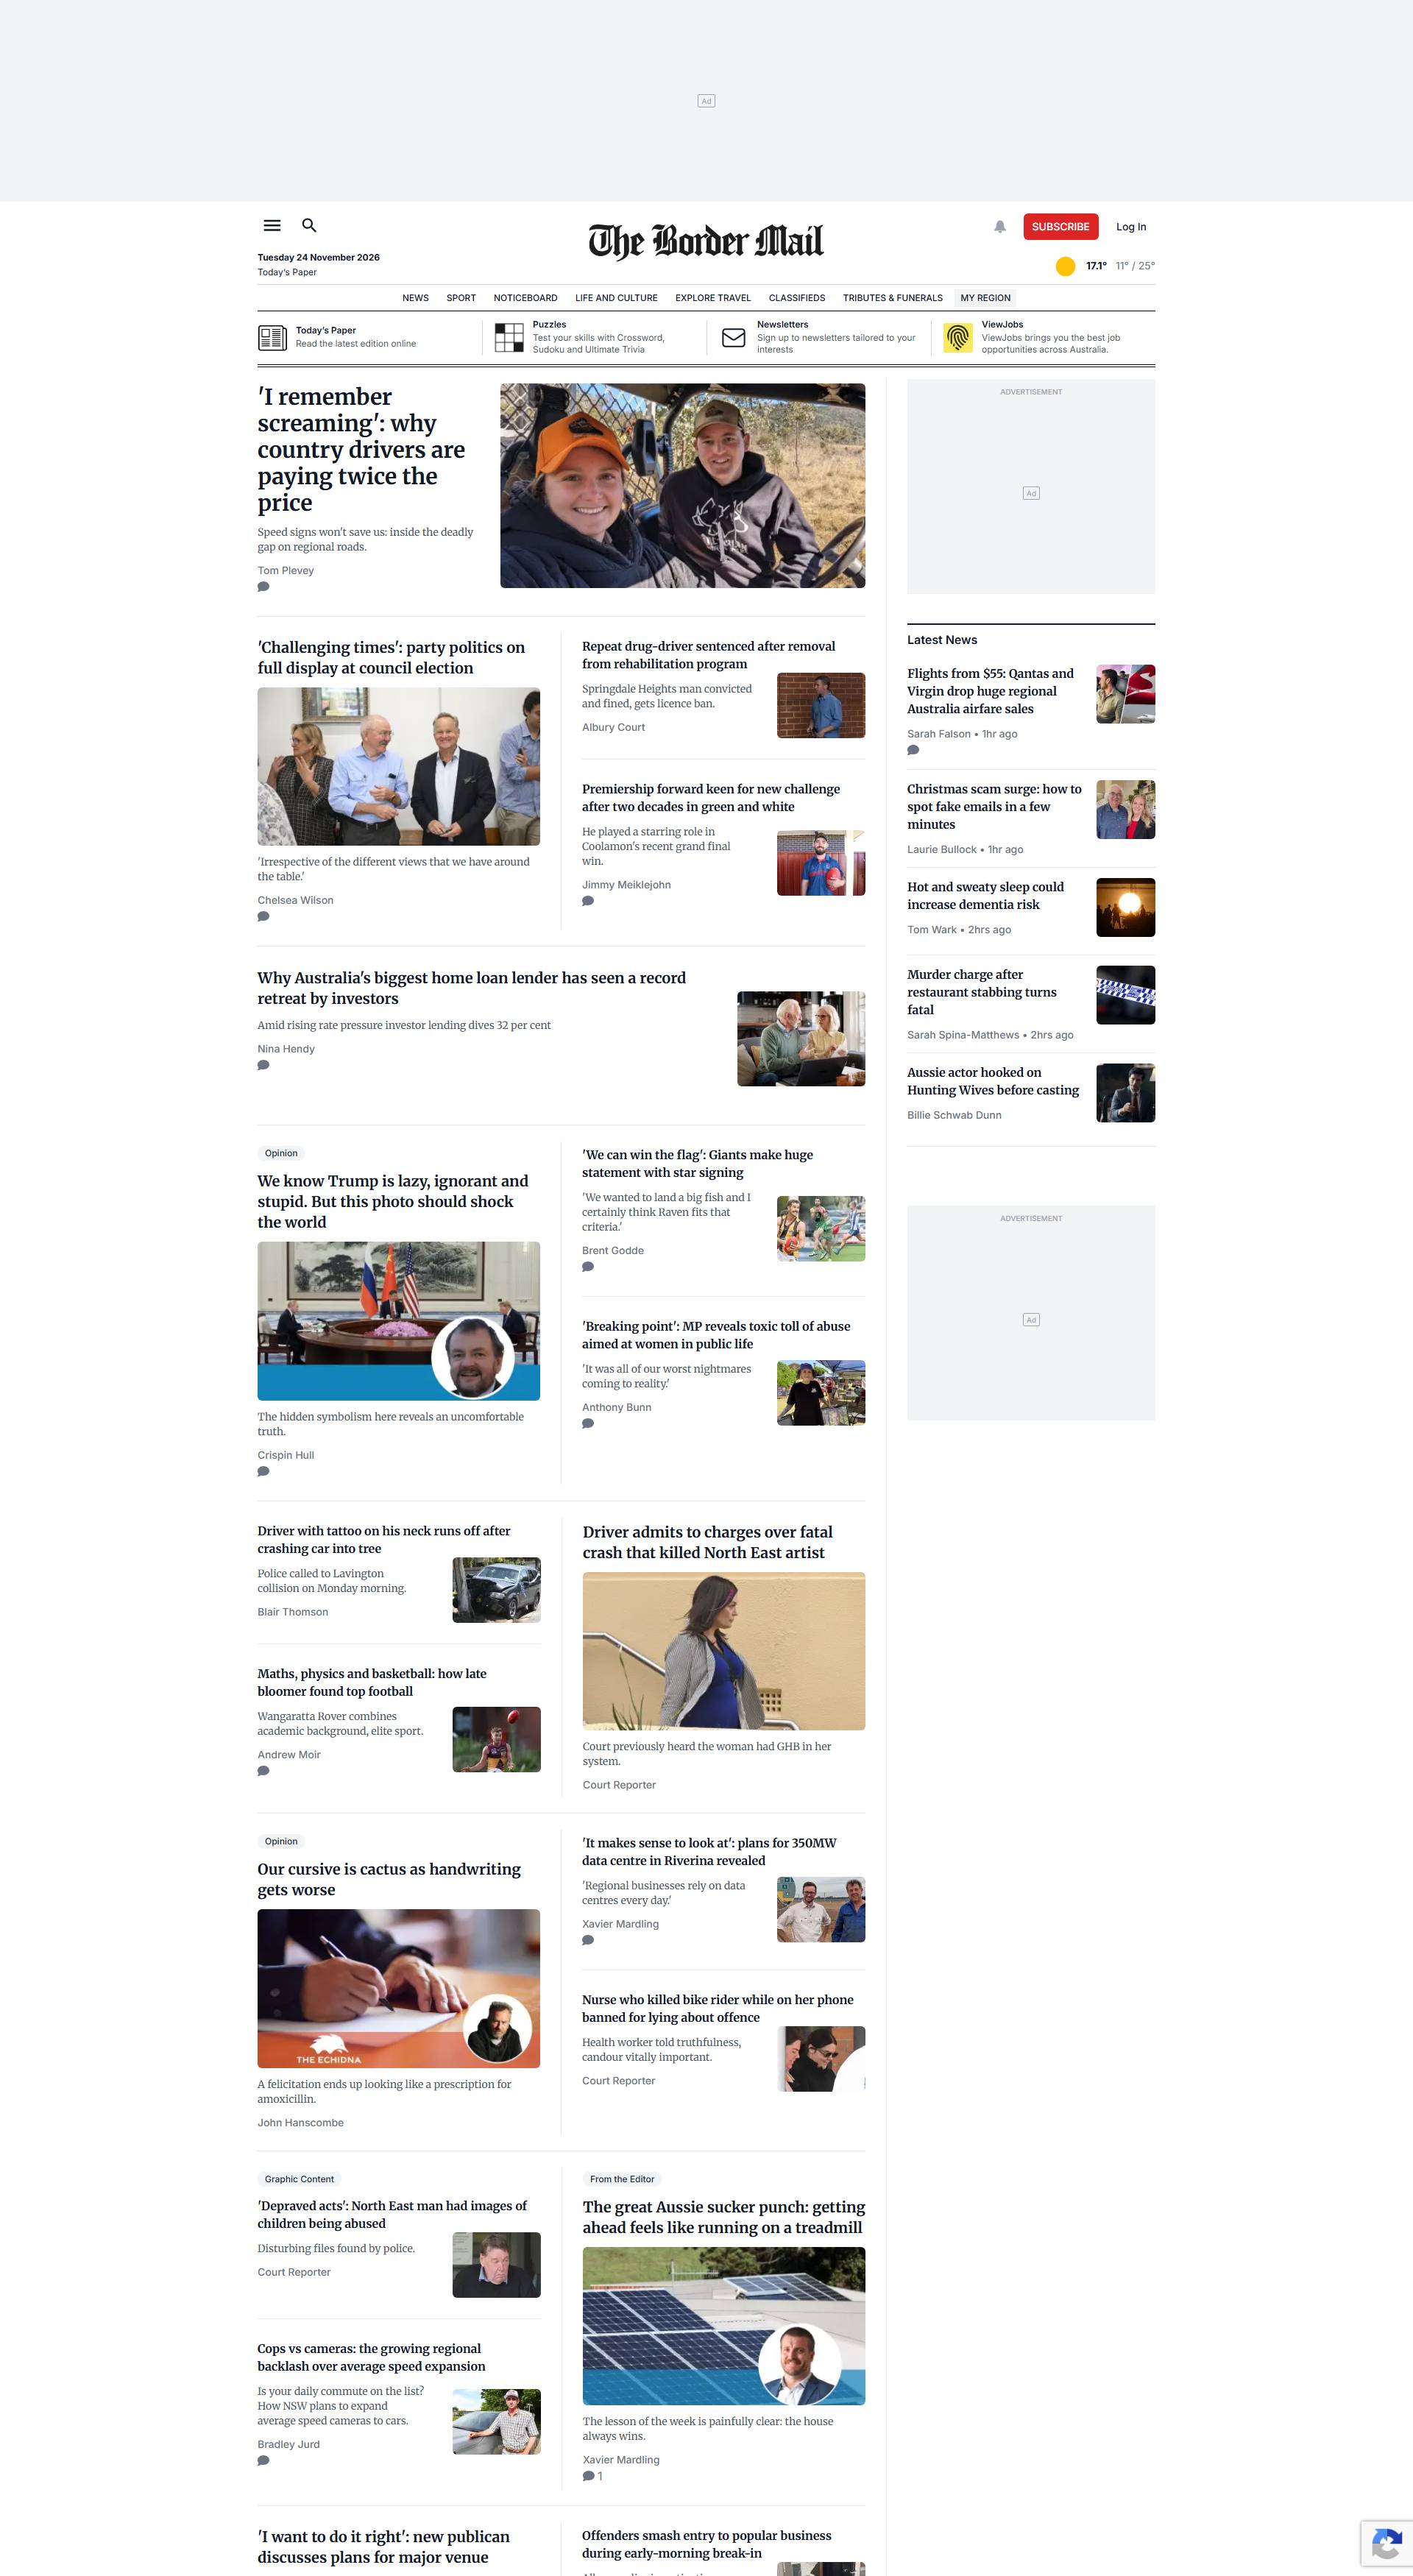 Ad
The Border Mail
SUBSCRIBE
Log In
Tuesday 24 November 2026
Today's Paper
17.1° 11° / 25°
NEWS SPORT NOTICEBOARD LIFE AND CULTURE EXPLORE TRAVEL CLASSIFIEDS TRIBUTES & FUNERALS MY REGION
Today's Paper
Read the latest edition online
Puzzles
Test your skills with Crossword,
Sudoku and Ultimate Trivia
Newsletters
Sign up to newsletters tailored to your
interests
ViewJobs
ViewJobs brings you the best job
opportunities across Australia.
'I remember
screaming': why
country drivers are
paying twice the
price
Speed signs won't save us: inside the deadly
gap on regional roads.
Tom Plevey
'Challenging times': party politics on
full display at council election
'Irrespective of the different views that we have around
the table.'
Chelsea Wilson
Repeat drug-driver sentenced after removal
from rehabilitation program
Springdale Heights man convicted
and fined, gets licence ban.
Albury Court
Premiership forward keen for new challenge
after two decades in green and white
He played a starring role in
Coolamon's recent grand final
win.
Jimmy Meiklejohn
Why Australia's biggest home loan lender has seen a record
retreat by investors
Amid rising rate pressure investor lending dives 32 per cent
Nina Hendy
Opinion
We know Trump is lazy, ignorant and
stupid. But this photo should shock
the world
The hidden symbolism here reveals an uncomfortable
truth.
Crispin Hull
'We can win the flag': Giants make huge
statement with star signing
'We wanted to land a big fish and I
certainly think Raven fits that
criteria.'
Brent Godde
'Breaking point': MP reveals toxic toll of abuse
aimed at women in public life
'It was all of our worst nightmares
coming to reality.'
Anthony Bunn
Driver with tattoo on his neck runs off after
crashing car into tree
Police called to Lavington
collision on Monday morning.
Blair Thomson
Maths, physics and basketball: how late
bloomer found top football
Wangaratta Rover combines
academic background, elite sport.
Andrew Moir
Driver admits to charges over fatal
crash that killed North East artist
Court previously heard the woman had GHB in her
system.
Court Reporter
Opinion
Our cursive is cactus as handwriting
gets worse
THE ECHIDNA
A felicitation ends up looking like a prescription for
amoxicillin.
John Hanscombe
'It makes sense to look at': plans for 350MW
data centre in Riverina revealed
'Regional businesses rely on data
centres every day.'
Xavier Mardling
Nurse who killed bike rider while on her phone
banned for lying about offence
Health worker told truthfulness,
candour vitally important.
Court Reporter
Graphic Content
'Depraved acts': North East man had images of
children being abused
Disturbing files found by police.
Court Reporter
Cops vs cameras: the growing regional
backlash over average speed expansion
Is your daily commute on the list?
How NSW plans to expand
average speed cameras to cars.
Bradley Jurd
From the Editor
The great Aussie sucker punch: getting
ahead feels like running on a treadmill
The lesson of the week is painfully clear: the house
always wins.
Xavier Mardling
1
'I want to do it right': new publican
discusses plans for major venue
Offenders smash entry to popular business
during early-morning break-in
ADVERTISEMENT
Ad
Latest News
Flights from $55: Qantas and
Virgin drop huge regional
Australia airfare sales
Sarah Falson • 1hr ago
Christmas scam surge: how to
spot fake emails in a few
minutes
Laurie Bullock • 1hr ago
Hot and sweaty sleep could
increase dementia risk
Tom Wark • 2hrs ago
Murder charge after
restaurant stabbing turns
fatal
Sarah Spina-Matthews • 2hrs ago
Aussie actor hooked on
Hunting Wives before casting
Billie Schwab Dunn
ADVERTISEMENT
Ad